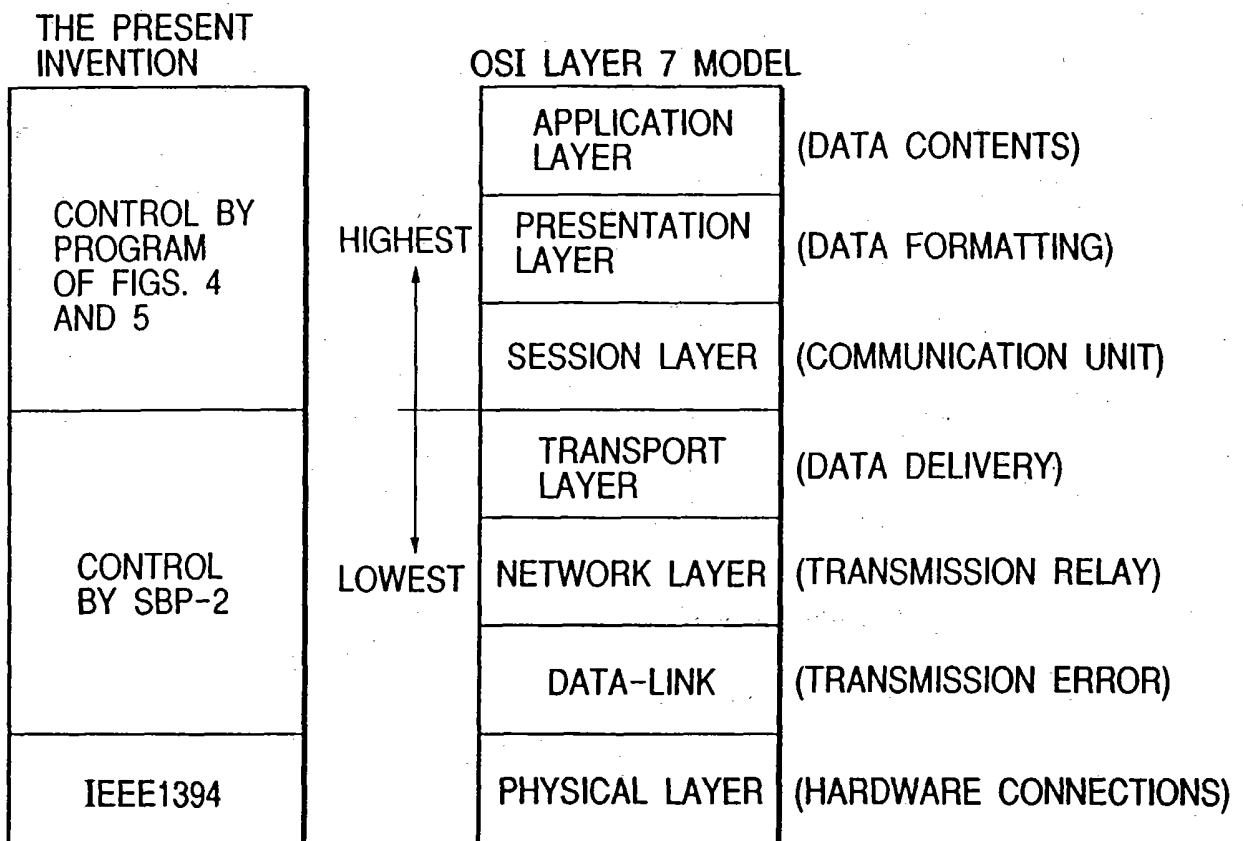 THE PRESENT
INVENTION
CONTROL BY
PROGRAM
OF FIGS. 4
AND 5
CONTROL
BY SBP-2
IEEE1394
HIGHEST
LOWEST
OSI LAYER 7 MODEL
APPLICATION
LAYER
(DATA CONTENTS)
PRESENTATION
LAYER
(DATA FORMATTING)
SESSION LAYER
(COMMUNICATION UNIT)
TRANSPORT
LAYER
(DATA DELIVERY)
NETWORK LAYER
(TRANSMISSION RELAY)
DATA-LINK
(TRANSMISSION ERROR)
PHYSICAL LAYER
(HARDWARE CONNECTIONS)